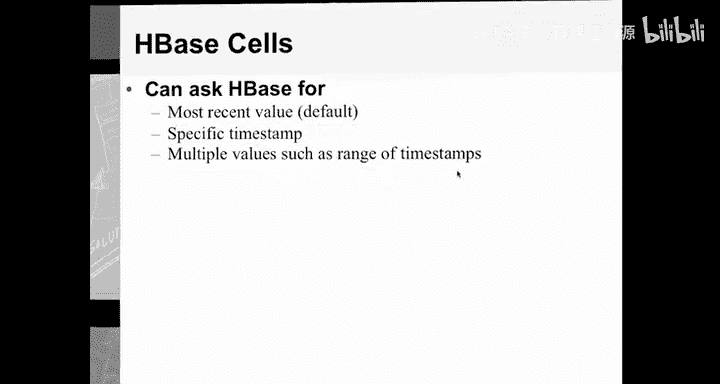 HBase Cells
源 bilibili
• Can ask HBase for
– Most recent value (default)
– Specific timestamp
– Multiple values such as range of timestamps